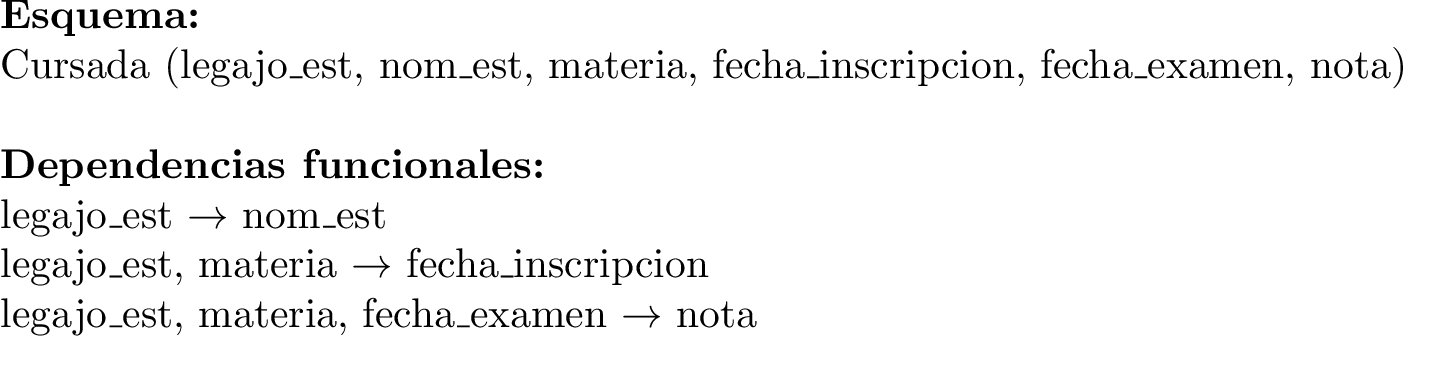 Esquema:
Cursada (legajo_est, nom_est, materia, fecha_inscripcion, fecha_examen, nota)
Dependencias funcionales:
legajo_est → nom_est
legajo_est, materia → fecha_inscripcion
legajo_est, materia, fecha_examen → nota